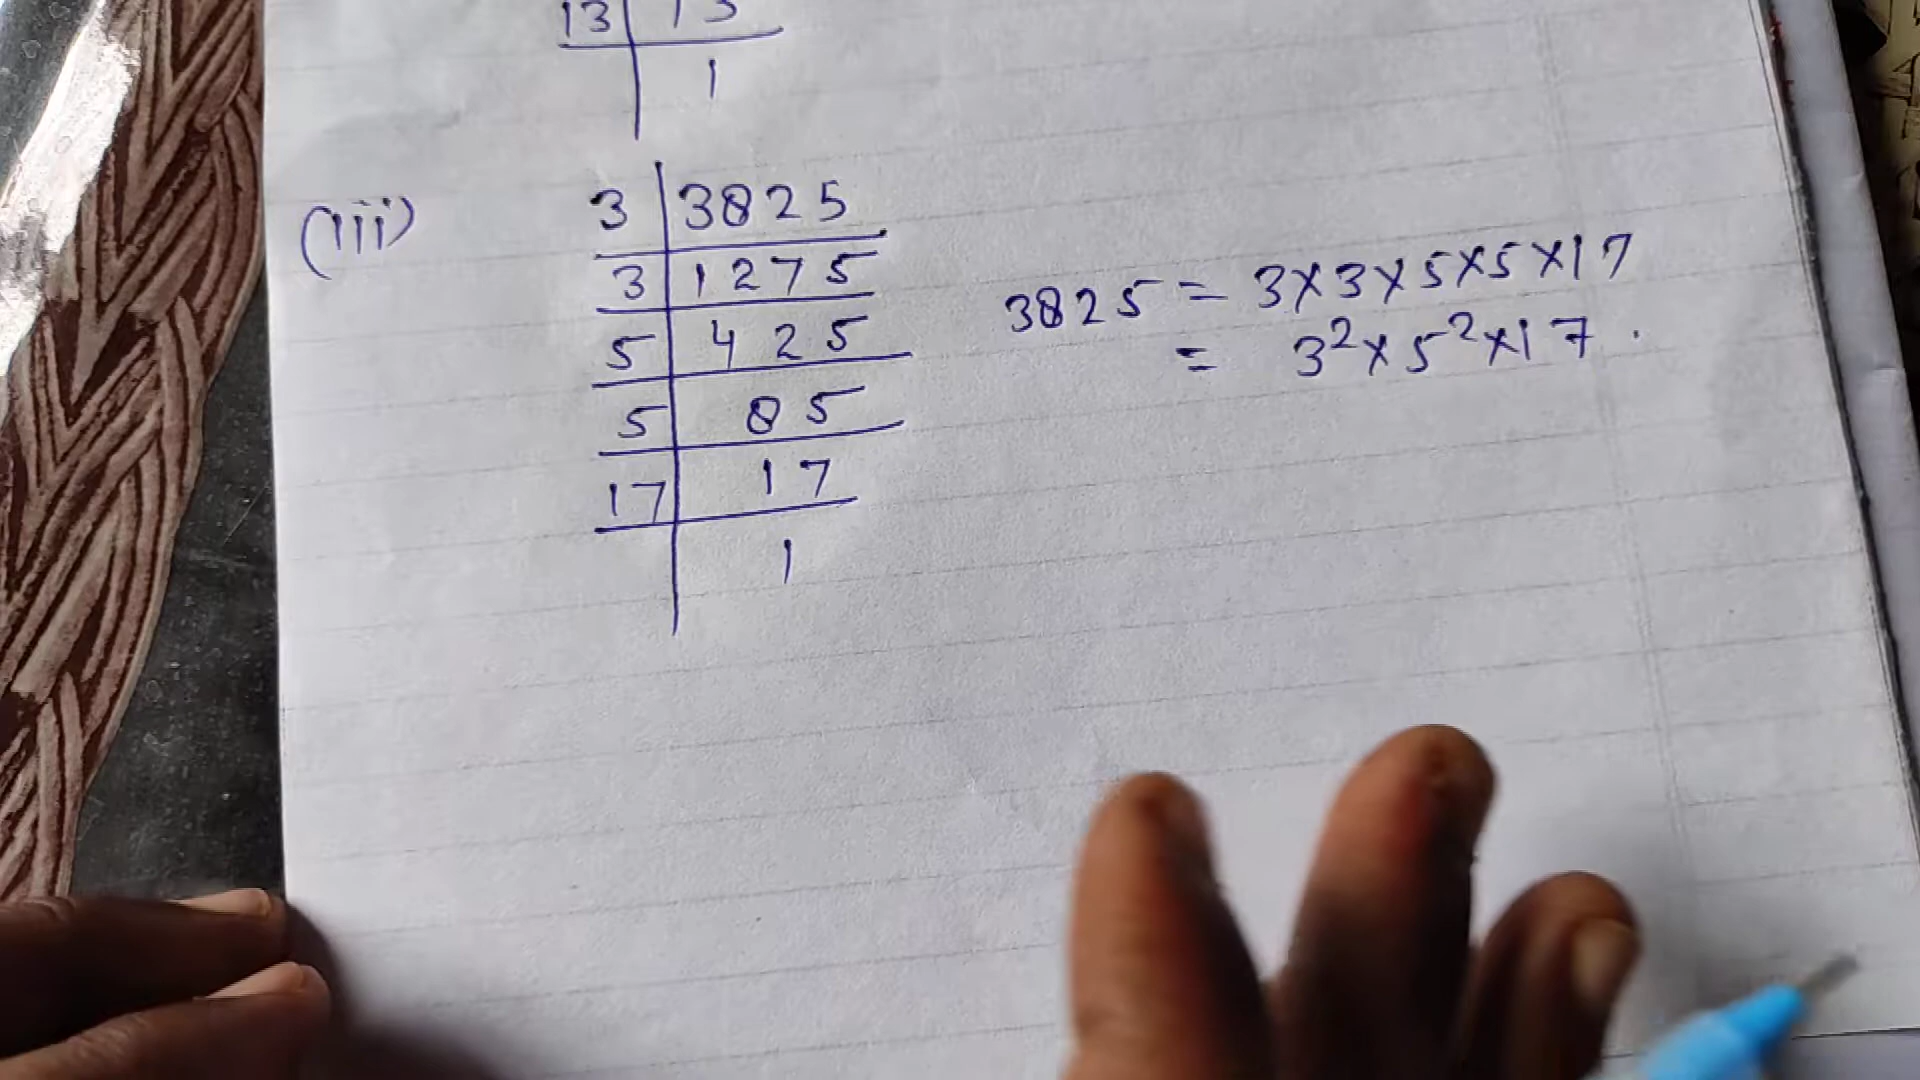 13 | 13
1
(iii)
3 | 3825
3 | 1275
5 | 425
5 | 85
17 | 17
1
3825 = 3×3×5×5×17
= 3²×5²×17.